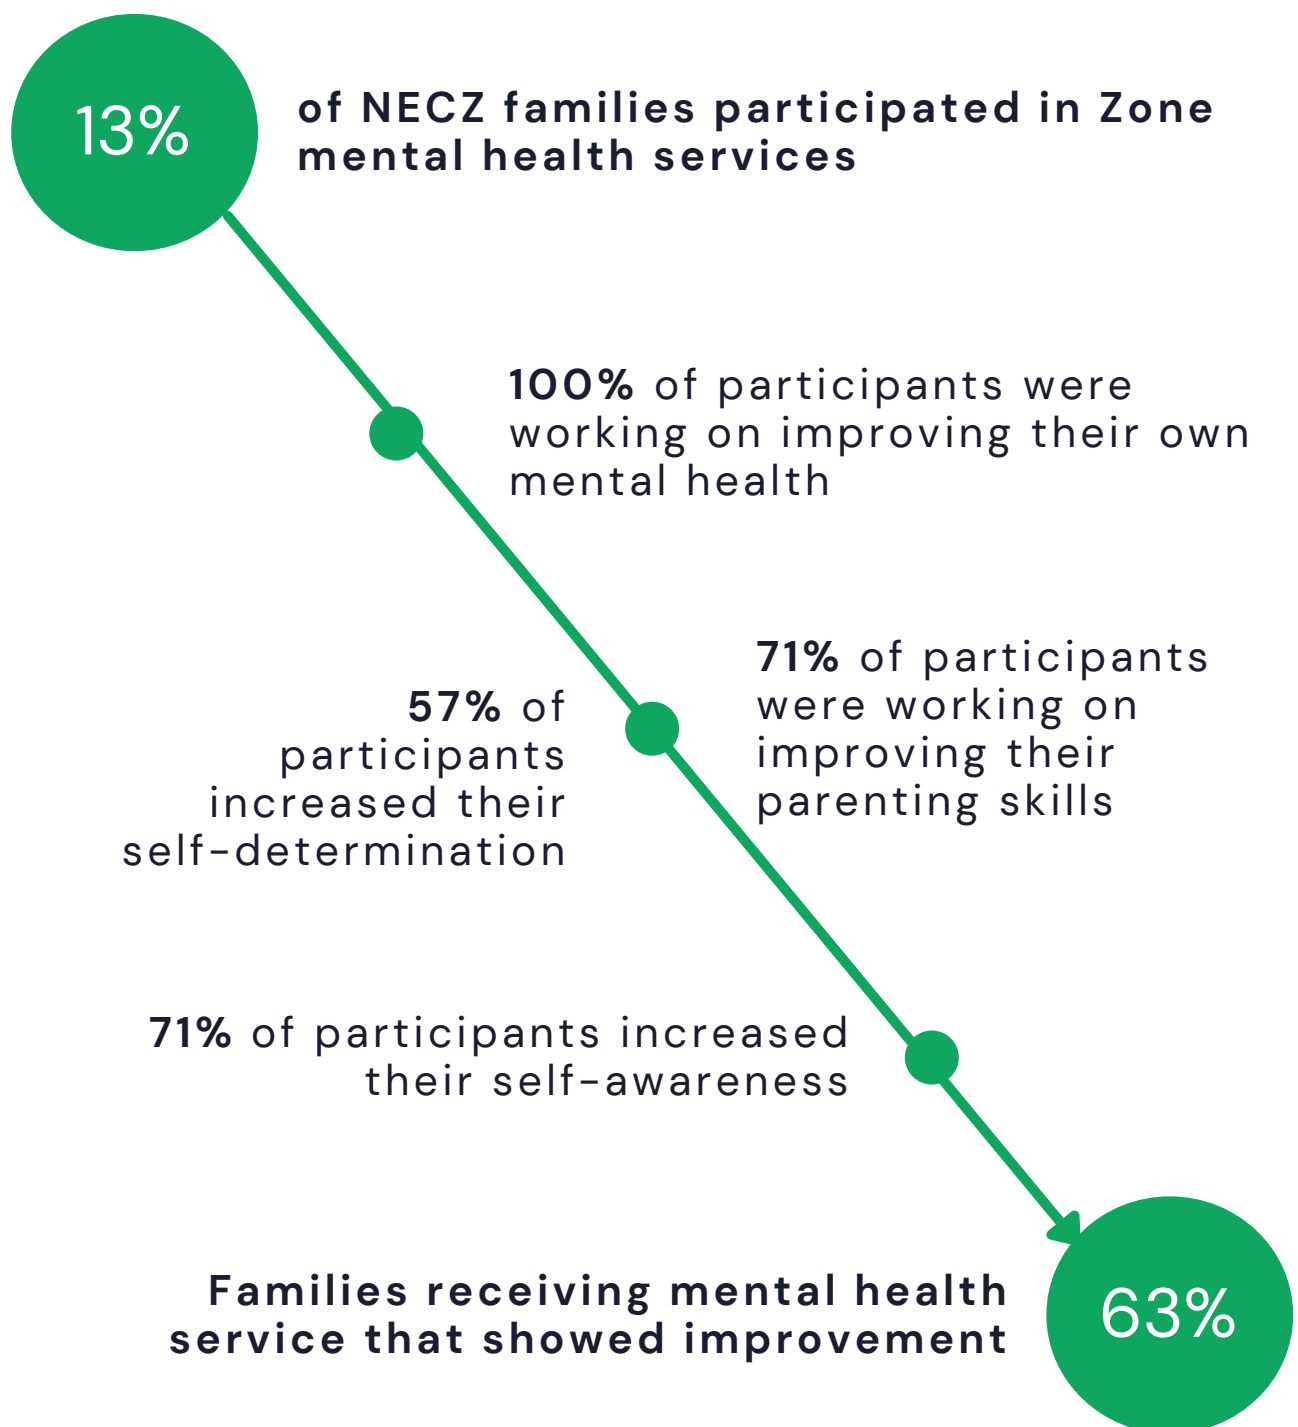 13%
of NECZ families participated in Zone
mental health services
100% of participants were
working on improving their own
mental health
71% of participants
were working on
improving their
parenting skills
57% of
participants
increased their
self-determination
71% of participants increased
their self-awareness
Families receiving mental health
service that showed improvement
63%